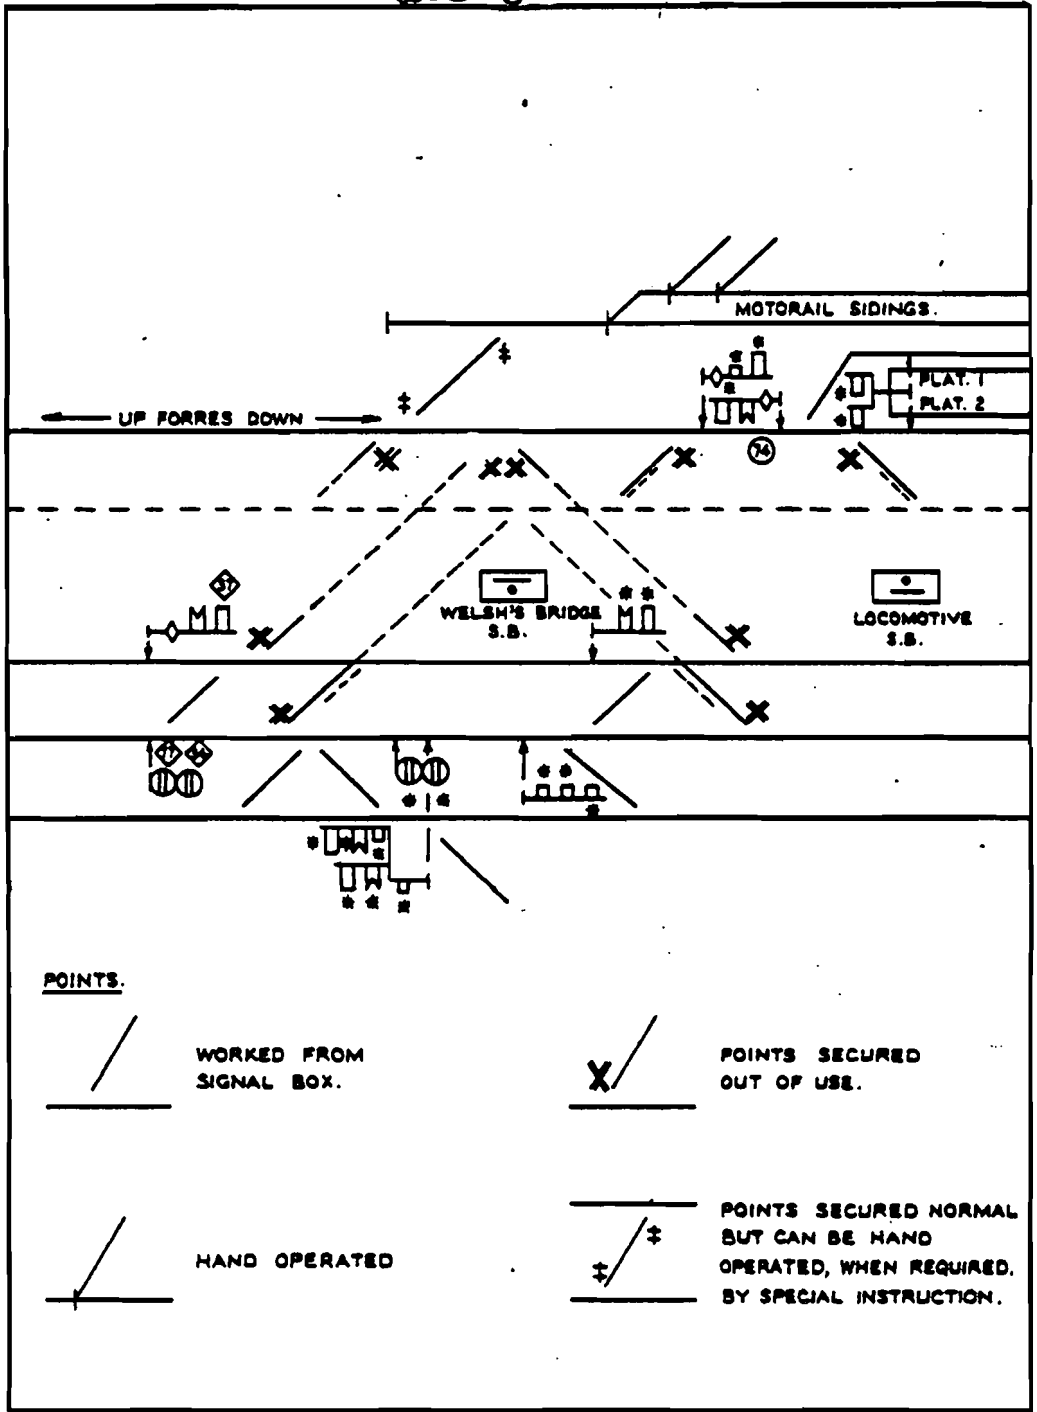 MOTORAIL SIDINGS.
PLAT. 1
UP FORRES DOWN
PLAT. 2
74
37
M
M
WELSH'S BRIDGE
S.B.
LOCOMOTIVE
S.B.
POINTS.
WORKED FROM
SIGNAL BOX.
POINTS SECURED
OUT OF USE.
HAND OPERATED
POINTS SECURED NORMAL
BUT CAN BE HAND
OPERATED, WHEN REQUIRED.
BY SPECIAL INSTRUCTION.